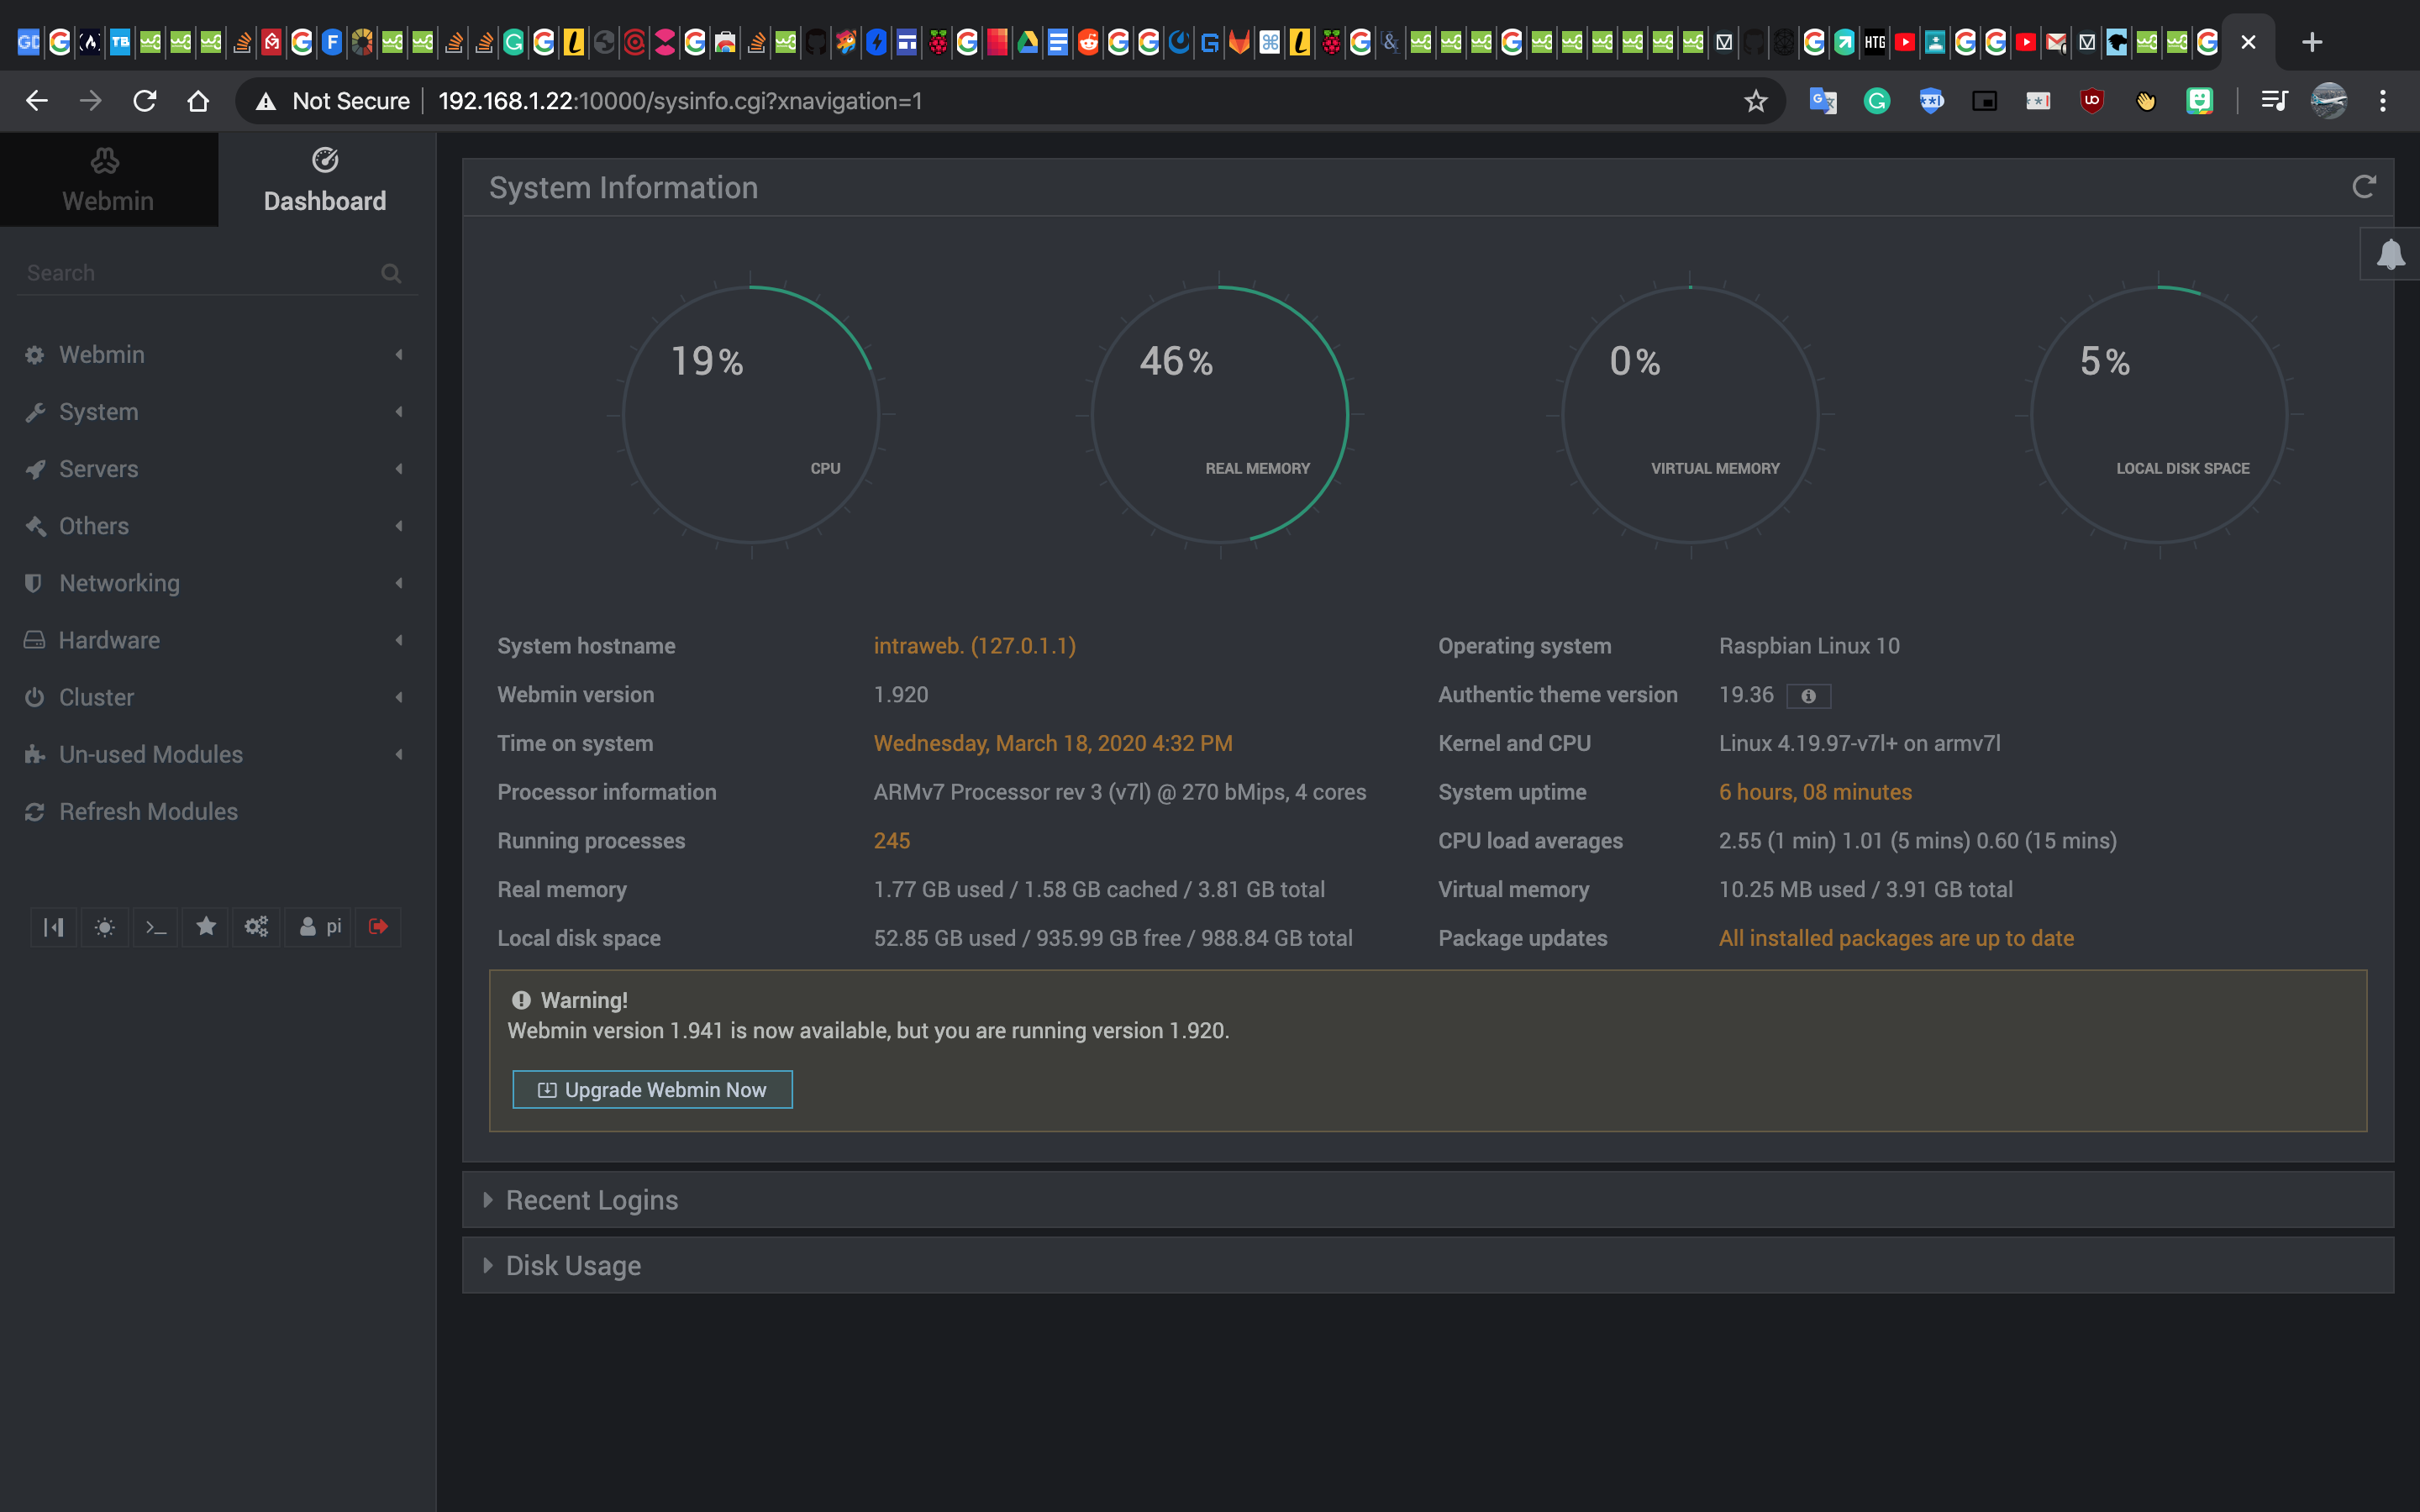 Not Secure 192.168.1.22:10000/sysinfo.cgi?xnavigation=1
Webmin
Dashboard
Search
Webmin
System
Servers
Others
Networking
Hardware
Cluster
Un-used Modules
Refresh Modules
pi
System Information
19%
CPU
46%
REAL MEMORY
0%
VIRTUAL MEMORY
5%
LOCAL DISK SPACE
System hostname intraweb. (127.0.1.1) Operating system Raspbian Linux 10
Webmin version 1.920 Authentic theme version 19.36
Time on system Wednesday, March 18, 2020 4:32 PM Kernel and CPU Linux 4.19.97-v7l+ on armv7l
Processor information ARMv7 Processor rev 3 (v7l) @ 270 bMips, 4 cores System uptime 6 hours, 08 minutes
Running processes 245 CPU load averages 2.55 (1 min) 1.01 (5 mins) 0.60 (15 mins)
Real memory 1.77 GB used / 1.58 GB cached / 3.81 GB total Virtual memory 10.25 MB used / 3.91 GB total
Local disk space 52.85 GB used / 935.99 GB free / 988.84 GB total Package updates All installed packages are up to date
Warning!
Webmin version 1.941 is now available, but you are running version 1.920.
Upgrade Webmin Now
Recent Logins
Disk Usage